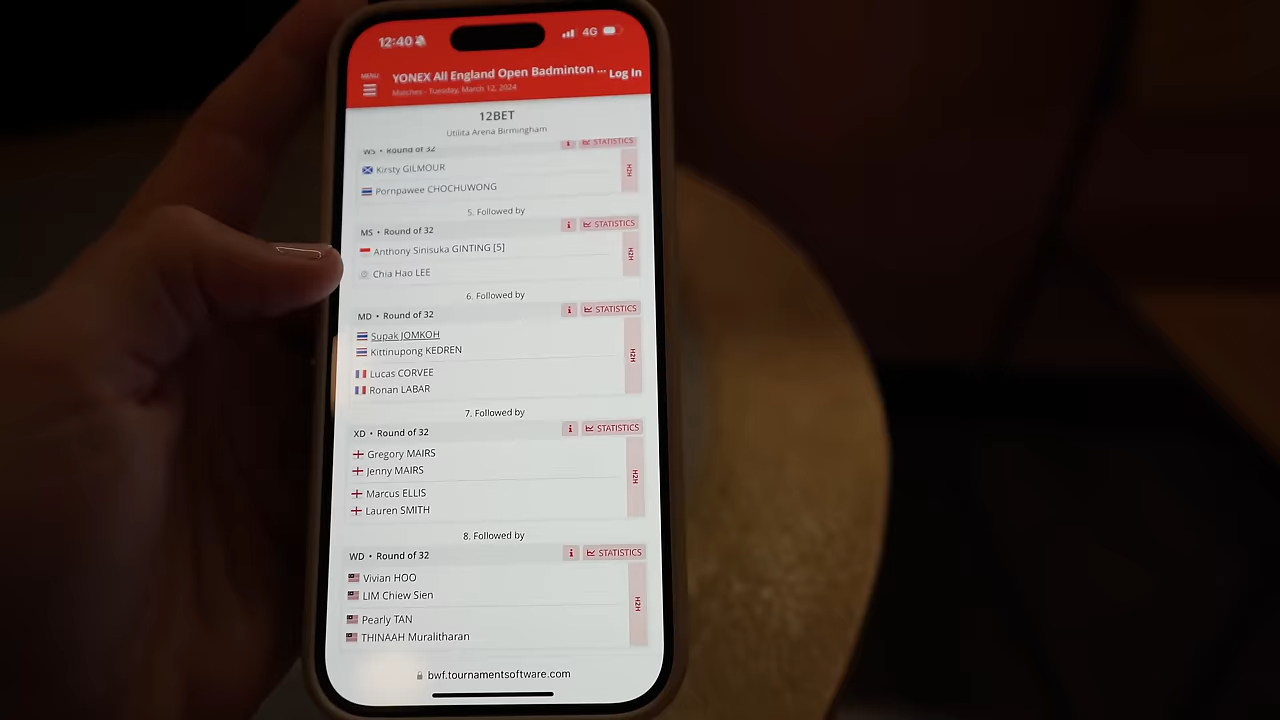 12:40
4G
MENU
YONEX All England Open Badminton ...
Log In
Matches - Tuesday, March 12, 2024
12BET
Utilita Arena Birmingham
WS • Round of 32
i
STATISTICS
Kirsty GILMOUR
Pornpawee CHOCHUWONG
H2H
5. Followed by
MS • Round of 32
i
STATISTICS
Anthony Sinisuka GINTING [5]
Chia Hao LEE
H2H
6. Followed by
MD • Round of 32
i
STATISTICS
Supak JOMKOH
Kittinupong KEDREN
Lucas CORVEE
Ronan LABAR
H2H
7. Followed by
XD • Round of 32
i
STATISTICS
Gregory MAIRS
Jenny MAIRS
Marcus ELLIS
Lauren SMITH
H2H
8. Followed by
WD • Round of 32
i
STATISTICS
Vivian HOO
LIM Chiew Sien
Pearly TAN
THINAAH Muralitharan
H2H
bwf.tournamentsoftware.com